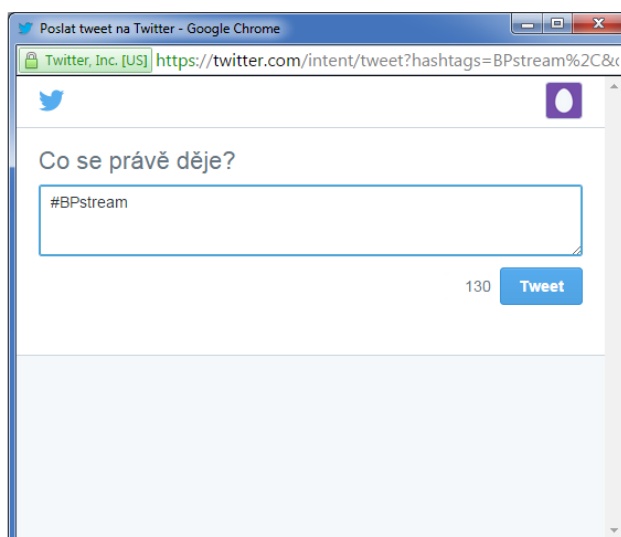 Poslat tweet na Twitter - Google Chrome
Twitter, Inc. [US] https://twitter.com/intent/tweet?hashtags=BPstream%2C&
Co se právě děje?
#BPstream
130 Tweet